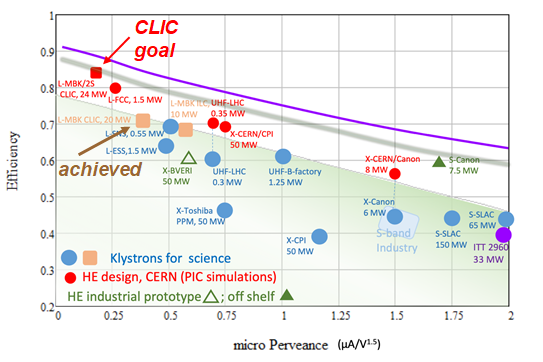 CLIC
goal
1
0.9
0.8
0.7
0.6
0.5
0.4
0.3
0.2
Efficiency
L-MBK/2S
CLIC, 24 MW
L-FCC, 1.5 MW
L-MBK ILC,
10 MW
UHF-LHC
0.35 MW
L-MBK CLIC, 20 MW
L-SNS, 0.55 MW
L-ESS,1.5 MW
X-CERN/CPI
50 MW
achieved
X-BVERI
50 MW
UHF-LHC
0.3 MW
UHF-B-factory
1.25 MW
X-CERN/Canon
8 MW
S-Canon
7.5 MW
X-Toshiba
PPM, 50 MW
X-CPI
50 MW
X-Canon
6 MW
S-band
Industry
S-SLAC
150 MW
S-SLAC
65 MW
ITT 2960
33 MW
Klystrons for science
HE design, CERN (PIC simulations)
HE industrial prototype ; off shelf
0 0.25 0.5 0.75 1.0 1.25 1.5 1.75 2
micro Perveance (µA/V1.5)